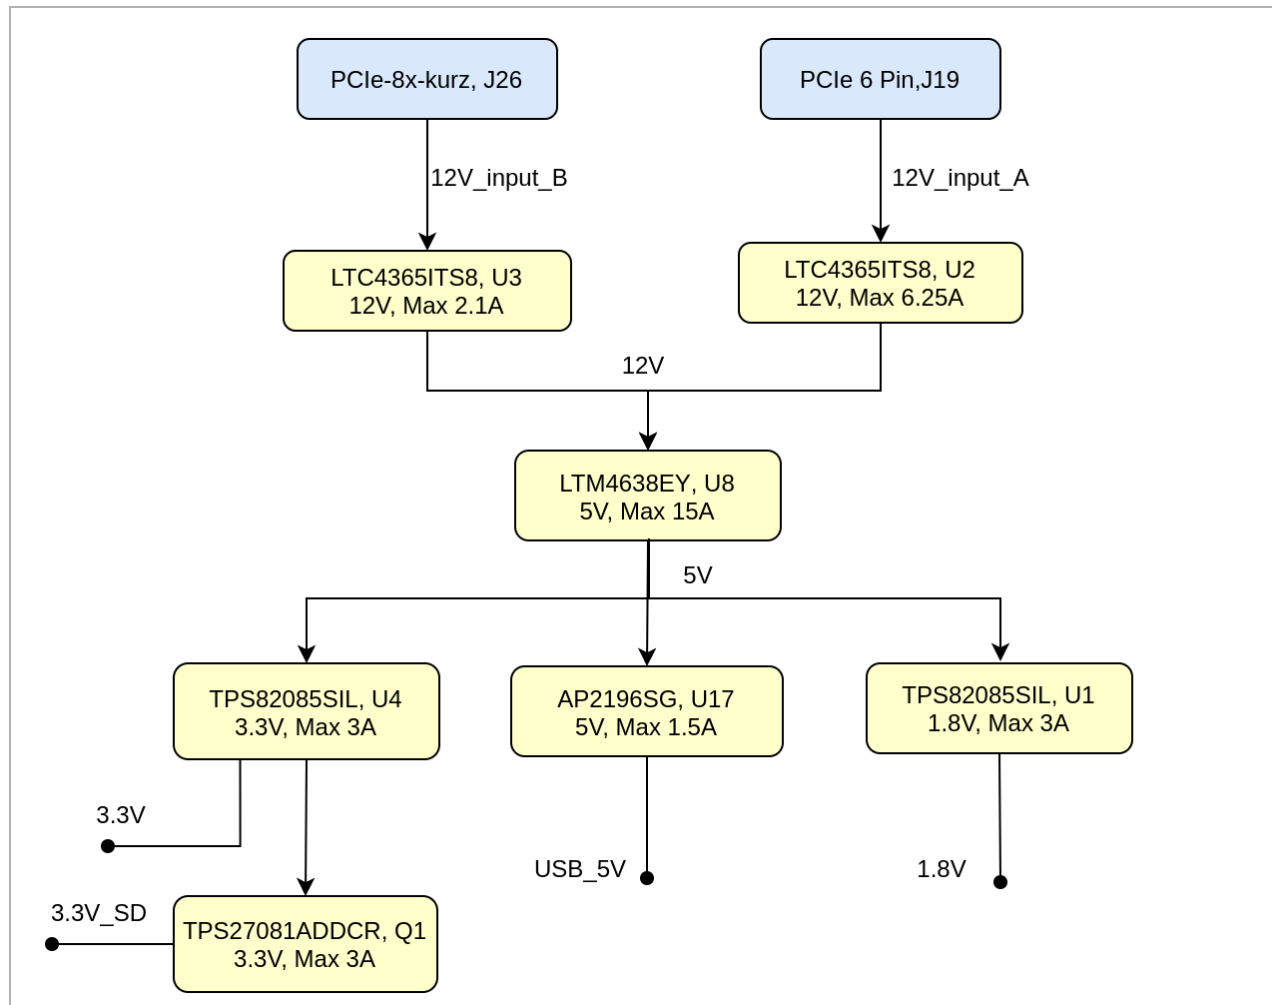 PCIe-8x-kurz, J26
PCIe 6 Pin,J19
12V_input_B
12V_input_A
LTC4365ITS8, U3
12V, Max 2.1A
LTC4365ITS8, U2
12V, Max 6.25A
12V
LTM4638EY, U8
5V, Max 15A
5V
TPS82085SIL, U4
3.3V, Max 3A
AP2196SG, U17
5V, Max 1.5A
TPS82085SIL, U1
1.8V, Max 3A
3.3V
USB_5V
1.8V
3.3V_SD
TPS27081ADDCR, Q1
3.3V, Max 3A